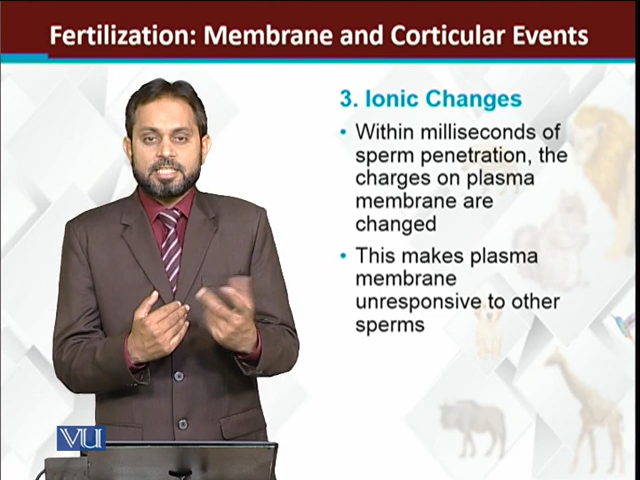 Fertilization: Membrane and Corticular Events
3. Ionic Changes
• Within milliseconds of
sperm penetration, the
charges on plasma
membrane are
changed
• This makes plasma
membrane
unresponsive to other
sperms
VU